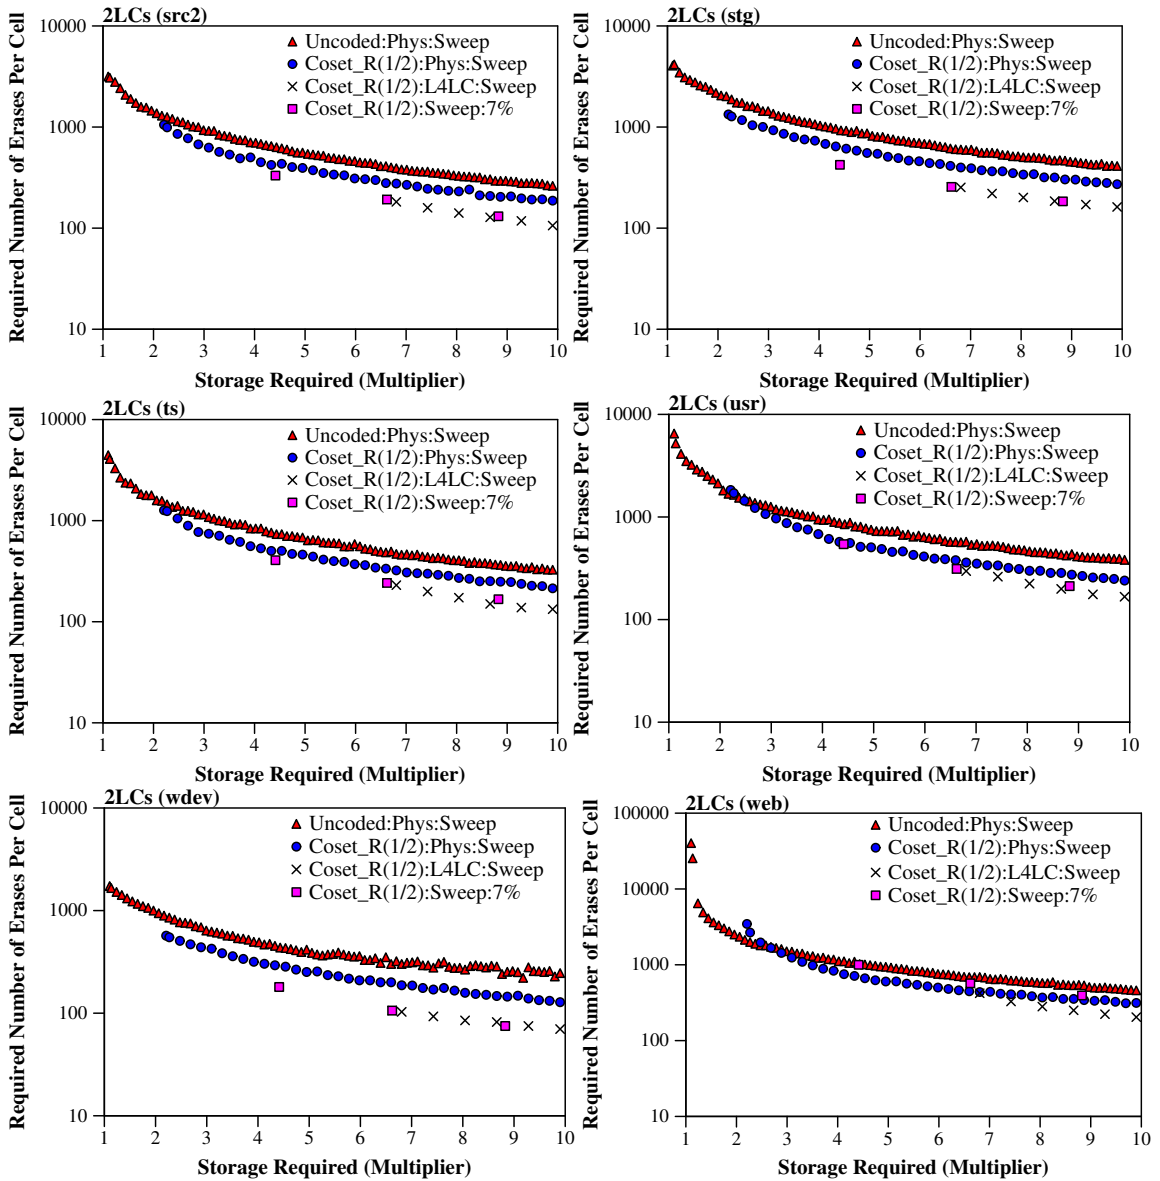 2LCs (src2)
Uncoded:Phys:Sweep
Coset_R(1/2):Phys:Sweep
Coset_R(1/2):L4LC:Sweep
Coset_R(1/2):Sweep:7%
10000
1000
100
10
1 2 3 4 5 6 7 8 9 10
Required Number of Erases Per Cell
Storage Required (Multiplier)
2LCs (stg)
Uncoded:Phys:Sweep
Coset_R(1/2):Phys:Sweep
Coset_R(1/2):L4LC:Sweep
Coset_R(1/2):Sweep:7%
10000
1000
100
10
1 2 3 4 5 6 7 8 9 10
Required Number of Erases Per Cell
Storage Required (Multiplier)
2LCs (ts)
Uncoded:Phys:Sweep
Coset_R(1/2):Phys:Sweep
Coset_R(1/2):L4LC:Sweep
Coset_R(1/2):Sweep:7%
10000
1000
100
10
1 2 3 4 5 6 7 8 9 10
Required Number of Erases Per Cell
Storage Required (Multiplier)
2LCs (usr)
Uncoded:Phys:Sweep
Coset_R(1/2):Phys:Sweep
Coset_R(1/2):L4LC:Sweep
Coset_R(1/2):Sweep:7%
10000
1000
100
10
1 2 3 4 5 6 7 8 9 10
Required Number of Erases Per Cell
Storage Required (Multiplier)
2LCs (wdev)
Uncoded:Phys:Sweep
Coset_R(1/2):Phys:Sweep
Coset_R(1/2):L4LC:Sweep
Coset_R(1/2):Sweep:7%
10000
1000
100
10
1 2 3 4 5 6 7 8 9 10
Required Number of Erases Per Cell
Storage Required (Multiplier)
2LCs (web)
Uncoded:Phys:Sweep
Coset_R(1/2):Phys:Sweep
Coset_R(1/2):L4LC:Sweep
Coset_R(1/2):Sweep:7%
100000
10000
1000
100
10
1 2 3 4 5 6 7 8 9 10
Required Number of Erases Per Cell
Storage Required (Multiplier)